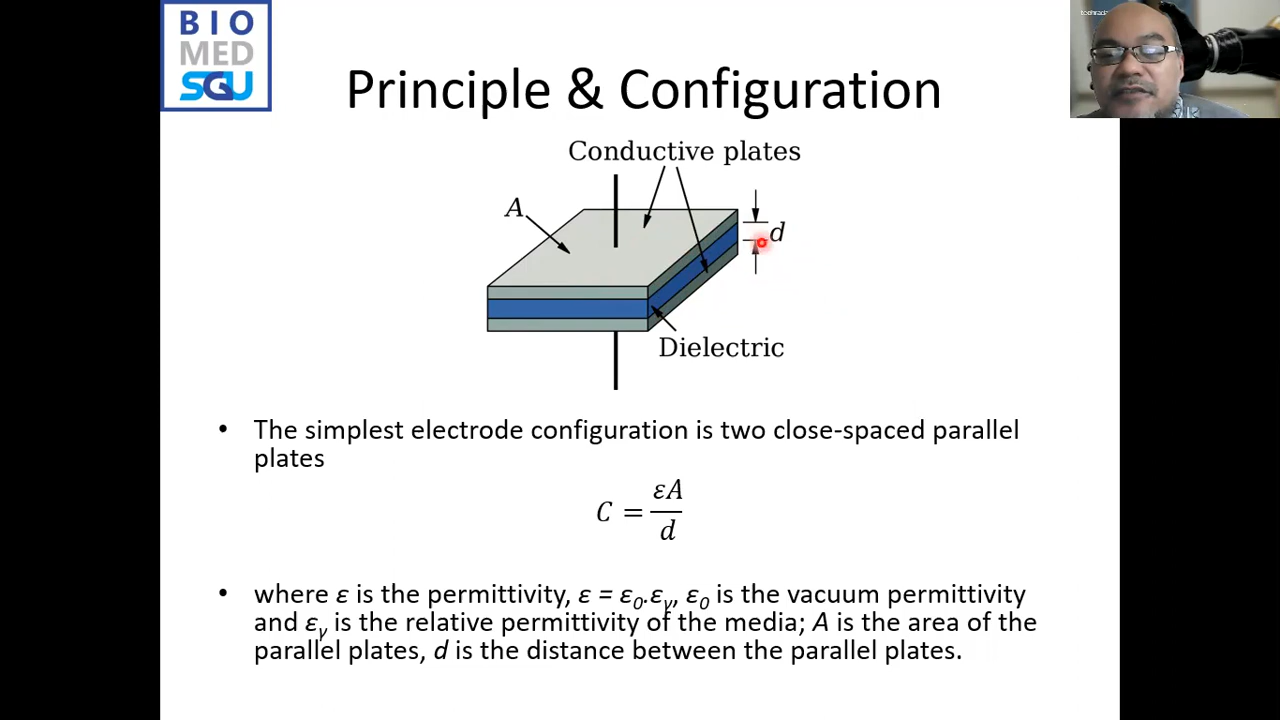 BIO
MED
SGU
Principle & Configuration
Conductive plates
A
d
Dielectric
• The simplest electrode configuration is two close-spaced parallel
plates
C = εA/d
• where ε is the permittivity, ε = ε₀.εᵧ, ε₀ is the vacuum permittivity
and εᵧ is the relative permittivity of the media; A is the area of the
parallel plates, d is the distance between the parallel plates.